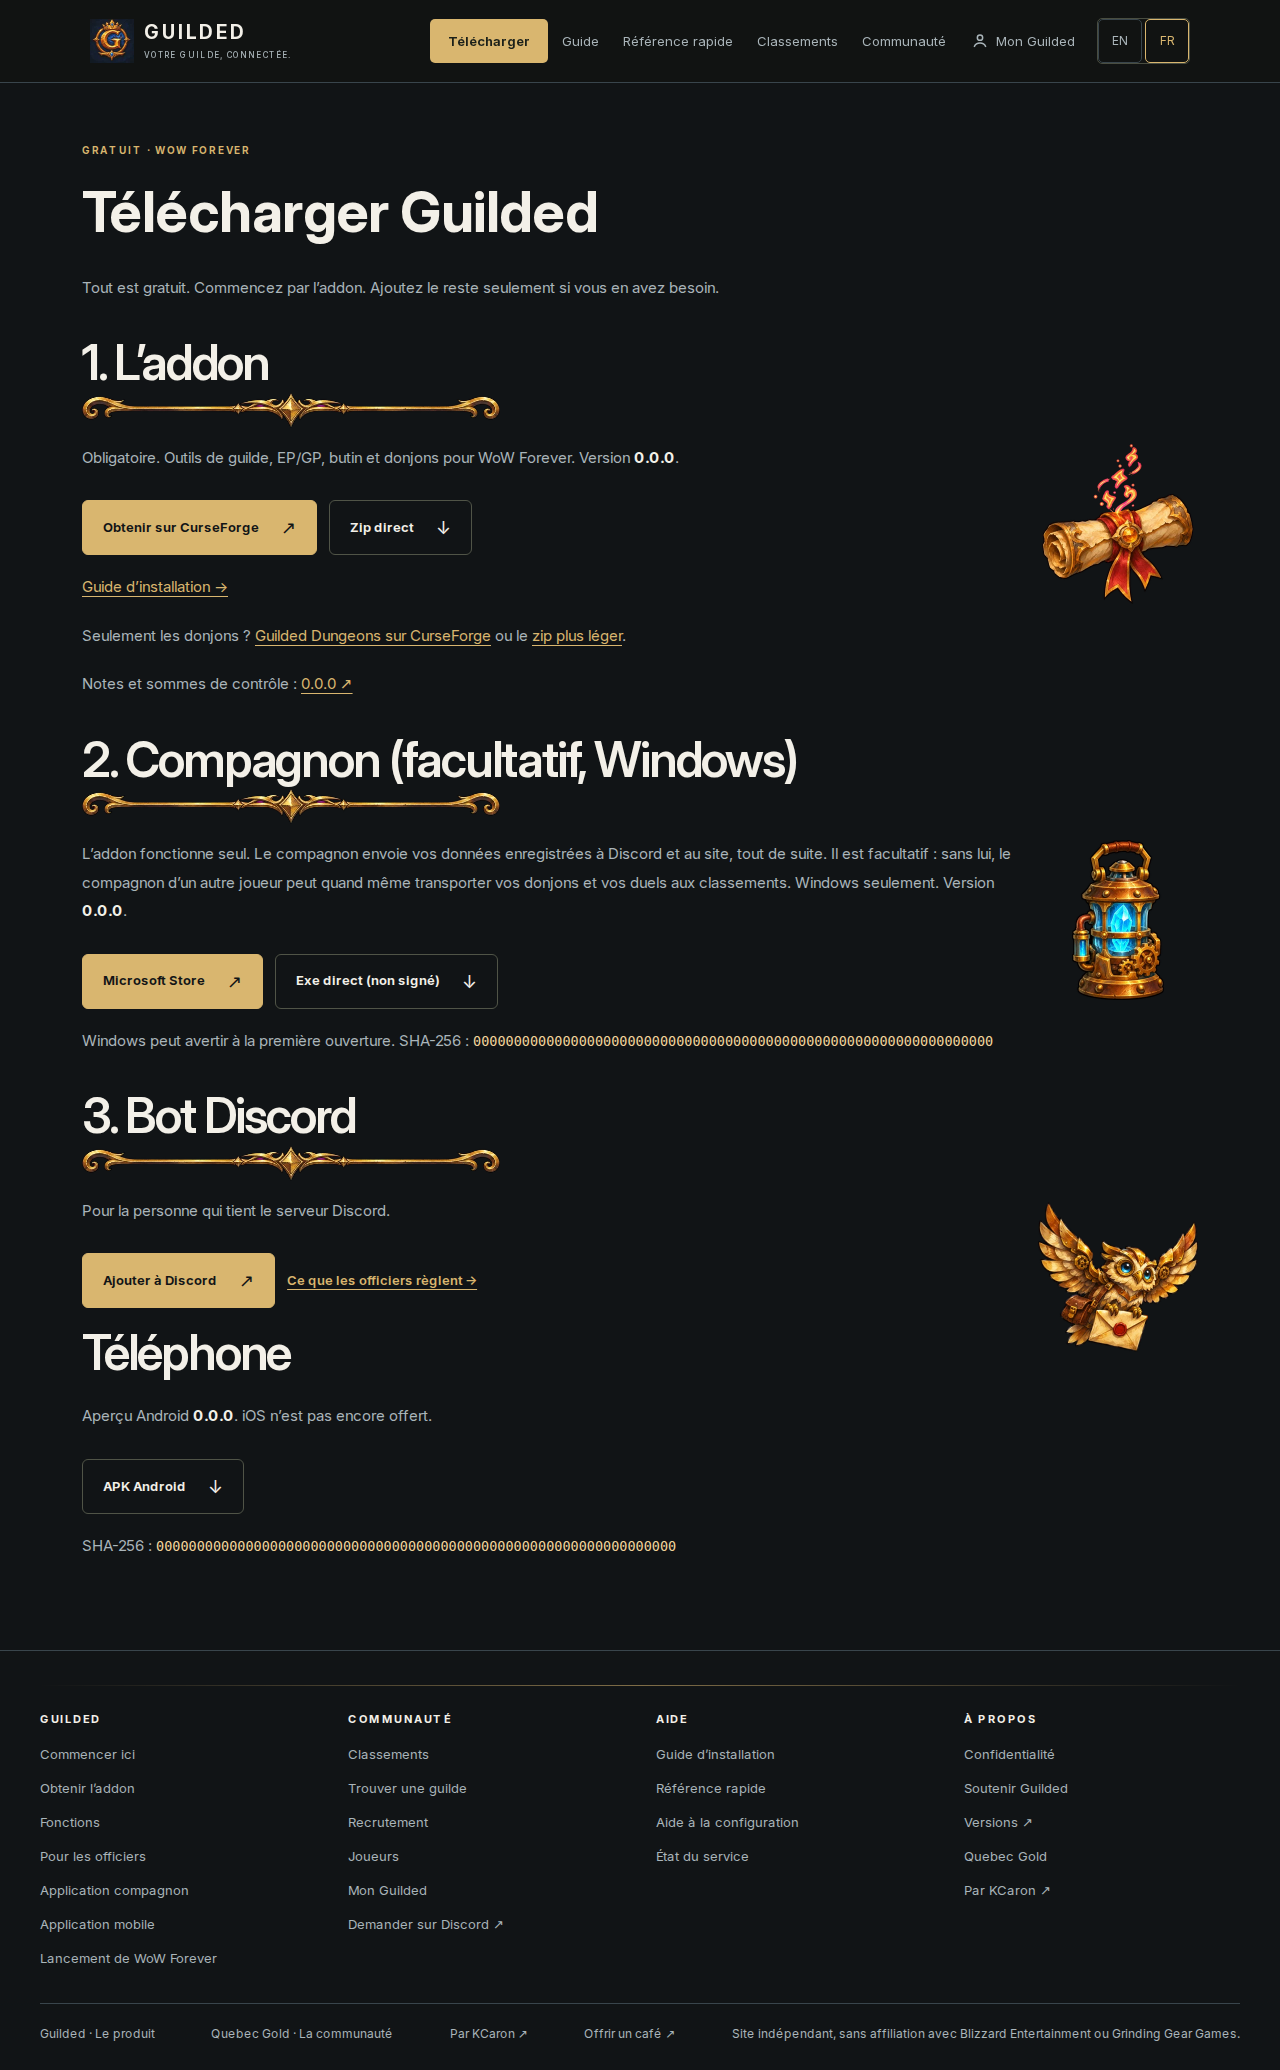 GUILDED
VOTRE GUILDE, CONNECTÉE.
Télécharger
Guide
Référence rapide
Classements
Communauté
Mon Guilded
EN
FR
GRATUIT · WOW FOREVER
Télécharger Guilded
Tout est gratuit. Commencez par l’addon. Ajoutez le reste seulement si vous en avez besoin.
1. L’addon
Obligatoire. Outils de guilde, EP/GP, butin et donjons pour WoW Forever. Version 0.0.0.
Obtenir sur CurseForge ↗
Zip direct ↓
Guide d’installation →
Seulement les donjons ? Guilded Dungeons sur CurseForge ou le zip plus léger.
Notes et sommes de contrôle : 0.0.0 ↗
2. Compagnon (facultatif, Windows)
L’addon fonctionne seul. Le compagnon envoie vos données enregistrées à Discord et au site, tout de suite. Il est facultatif : sans lui, le
compagnon d’un autre joueur peut quand même transporter vos donjons et vos duels aux classements. Windows seulement. Version
0.0.0.
Microsoft Store ↗
Exe direct (non signé) ↓
Windows peut avertir à la première ouverture. SHA-256 : 0000000000000000000000000000000000000000000000000000000000000000
3. Bot Discord
Pour la personne qui tient le serveur Discord.
Ajouter à Discord ↗
Ce que les officiers règlent →
Téléphone
Aperçu Android 0.0.0. iOS n’est pas encore offert.
APK Android ↓
SHA-256 : 0000000000000000000000000000000000000000000000000000000000000000
GUILDED
Commencer ici
Obtenir l’addon
Fonctions
Pour les officiers
Application compagnon
Application mobile
Lancement de WoW Forever
COMMUNAUTÉ
Classements
Trouver une guilde
Recrutement
Joueurs
Mon Guilded
Demander sur Discord ↗
AIDE
Guide d’installation
Référence rapide
Aide à la configuration
État du service
À PROPOS
Confidentialité
Soutenir Guilded
Versions ↗
Quebec Gold
Par KCaron ↗
Guilded · Le produit
Quebec Gold · La communauté
Par KCaron ↗
Offrir un café ↗
Site indépendant, sans affiliation avec Blizzard Entertainment ou Grinding Gear Games.